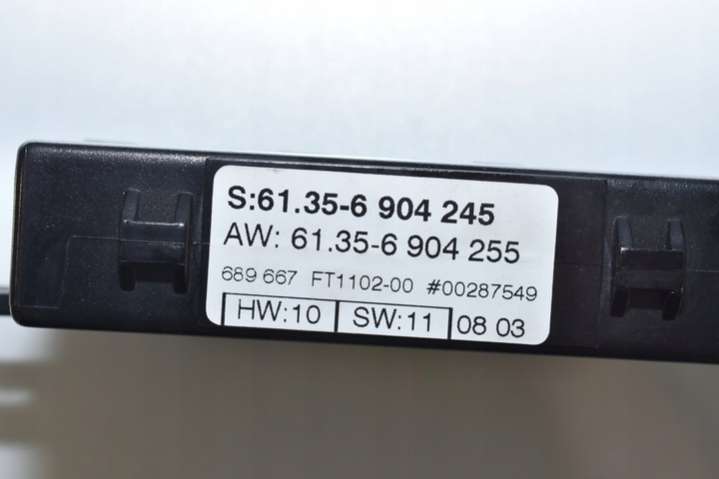 S:61.35-6 904 245
AW: 61.35-6 904 255
689 667 FT1102-00 #00287549
HW:10 SW:11 08 03